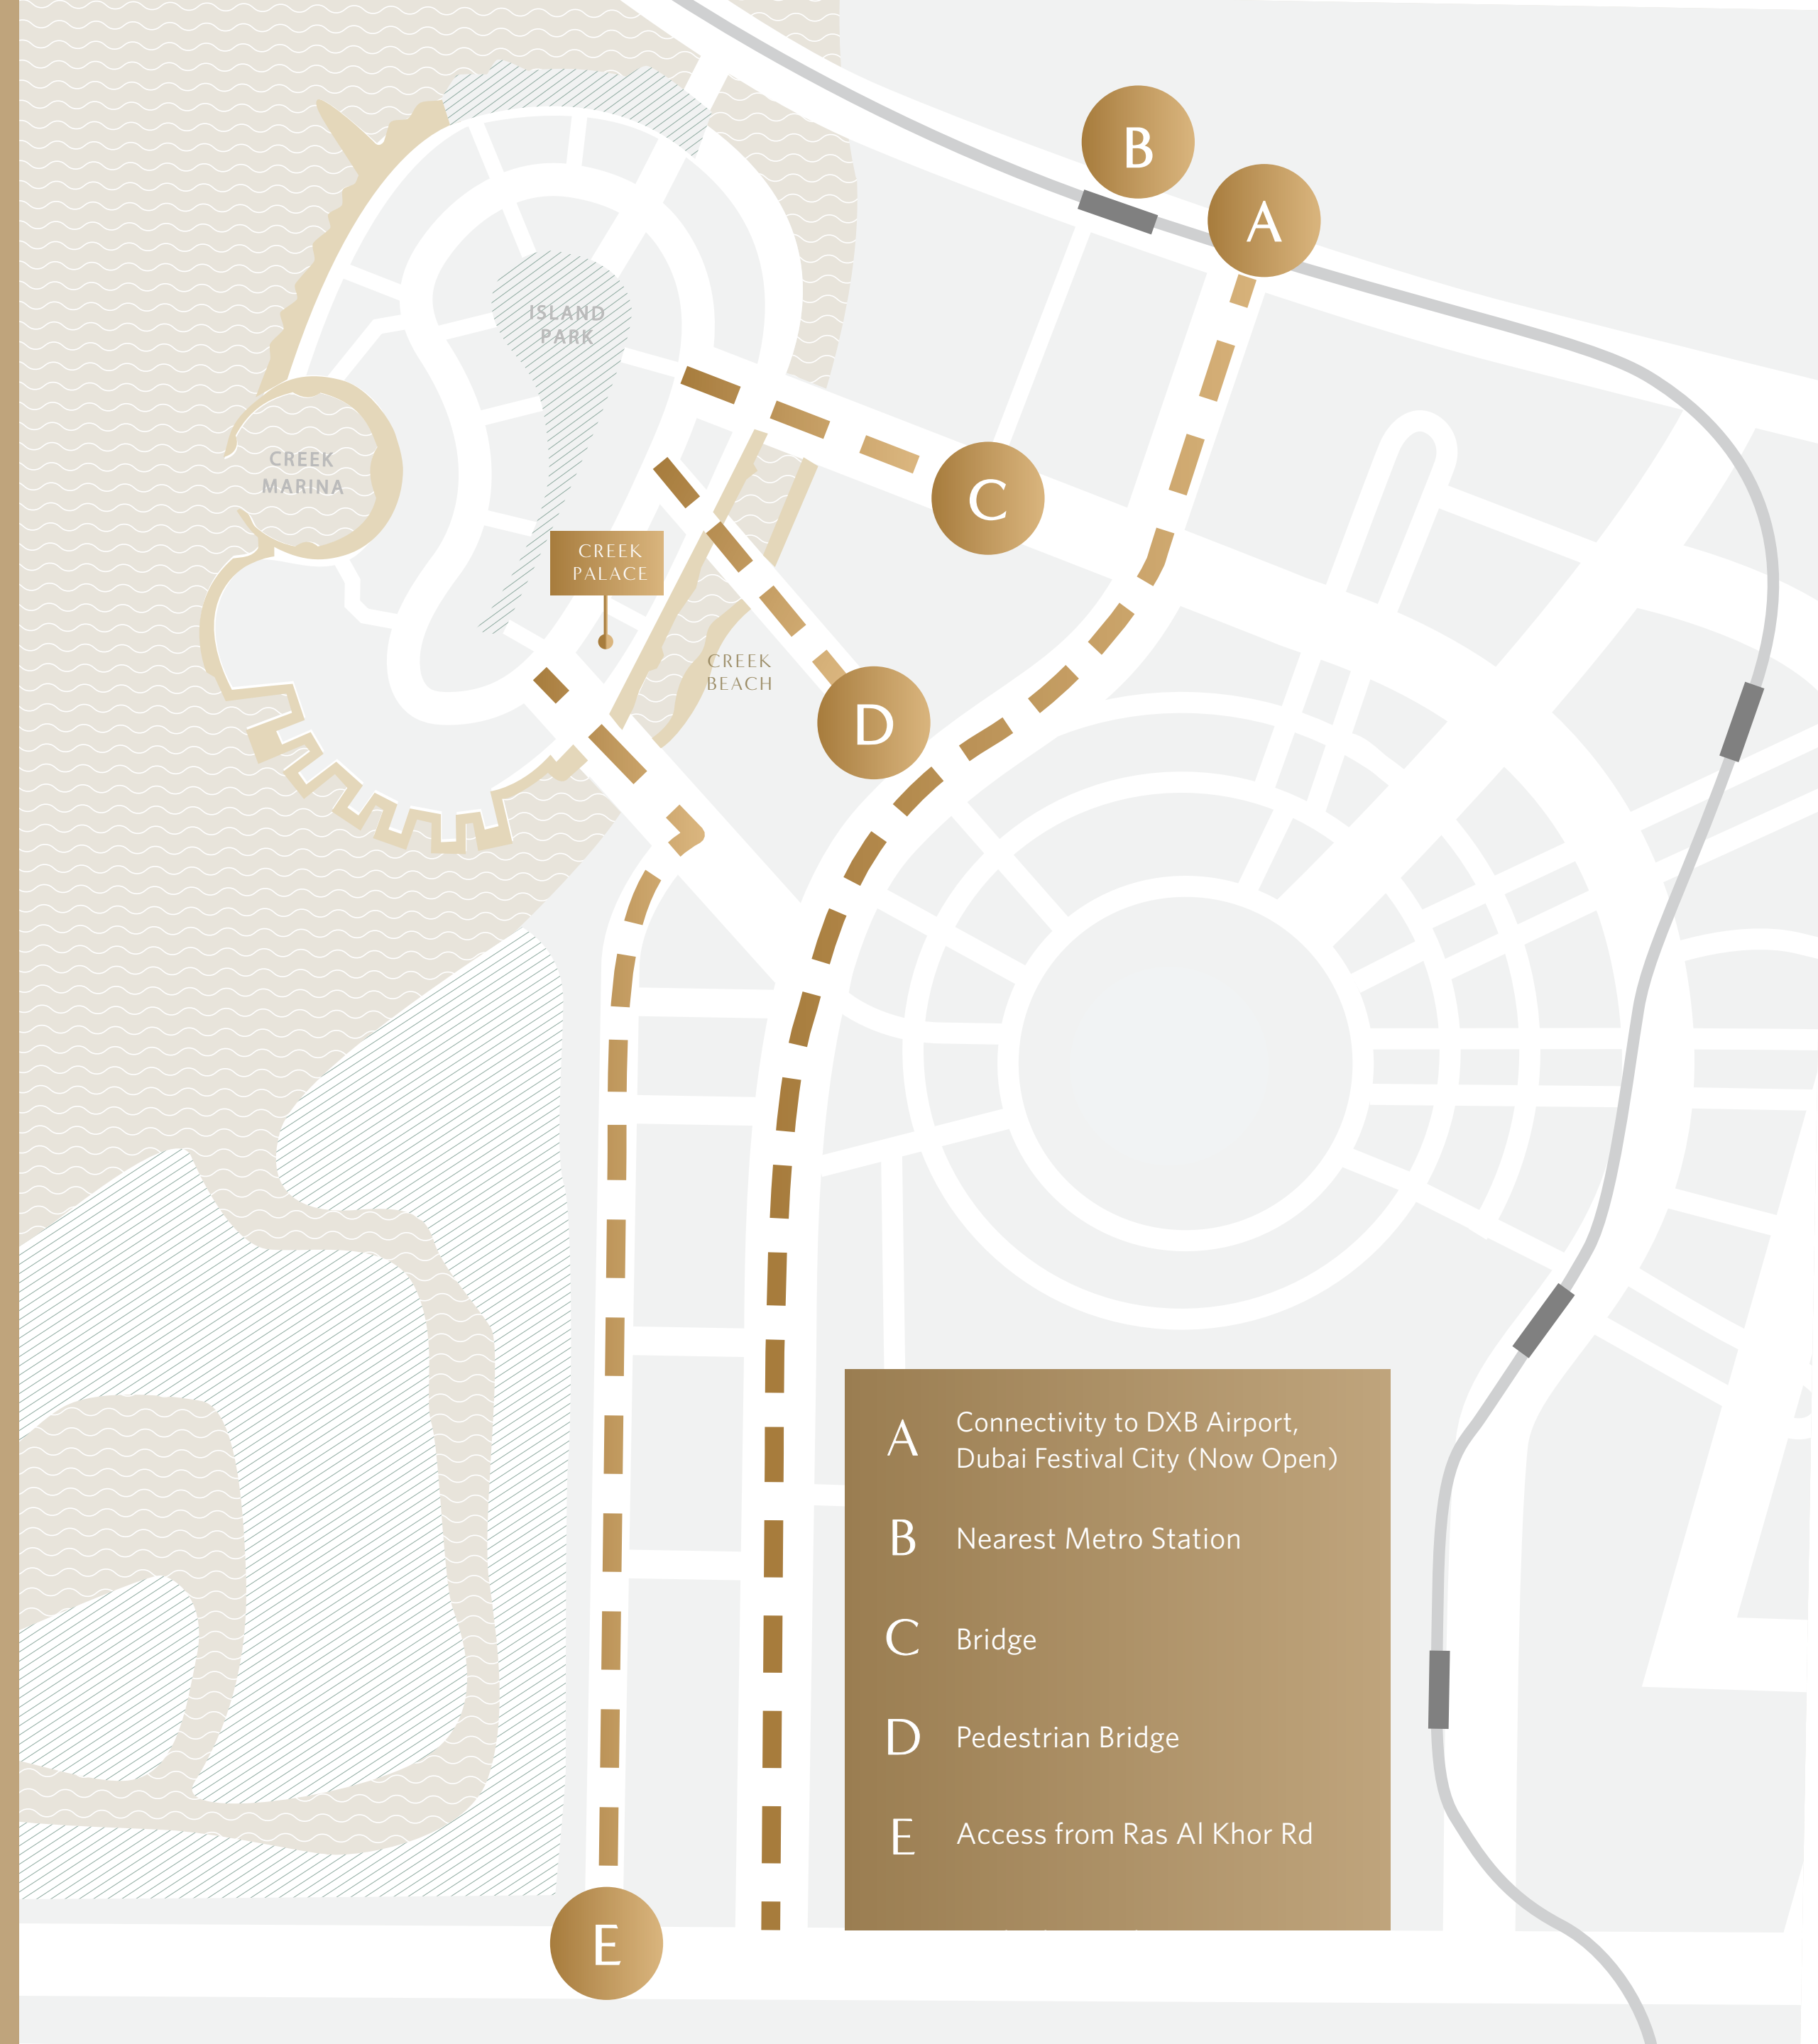 B
A
ISLAND
PARK
CREEK
MARINA
C
CREEK
PALACE
CREEK
BEACH
D
A Connectivity to DXB Airport,
Dubai Festival City (Now Open)
B Nearest Metro Station
C Bridge
D Pedestrian Bridge
E Access from Ras Al Khor Rd
E